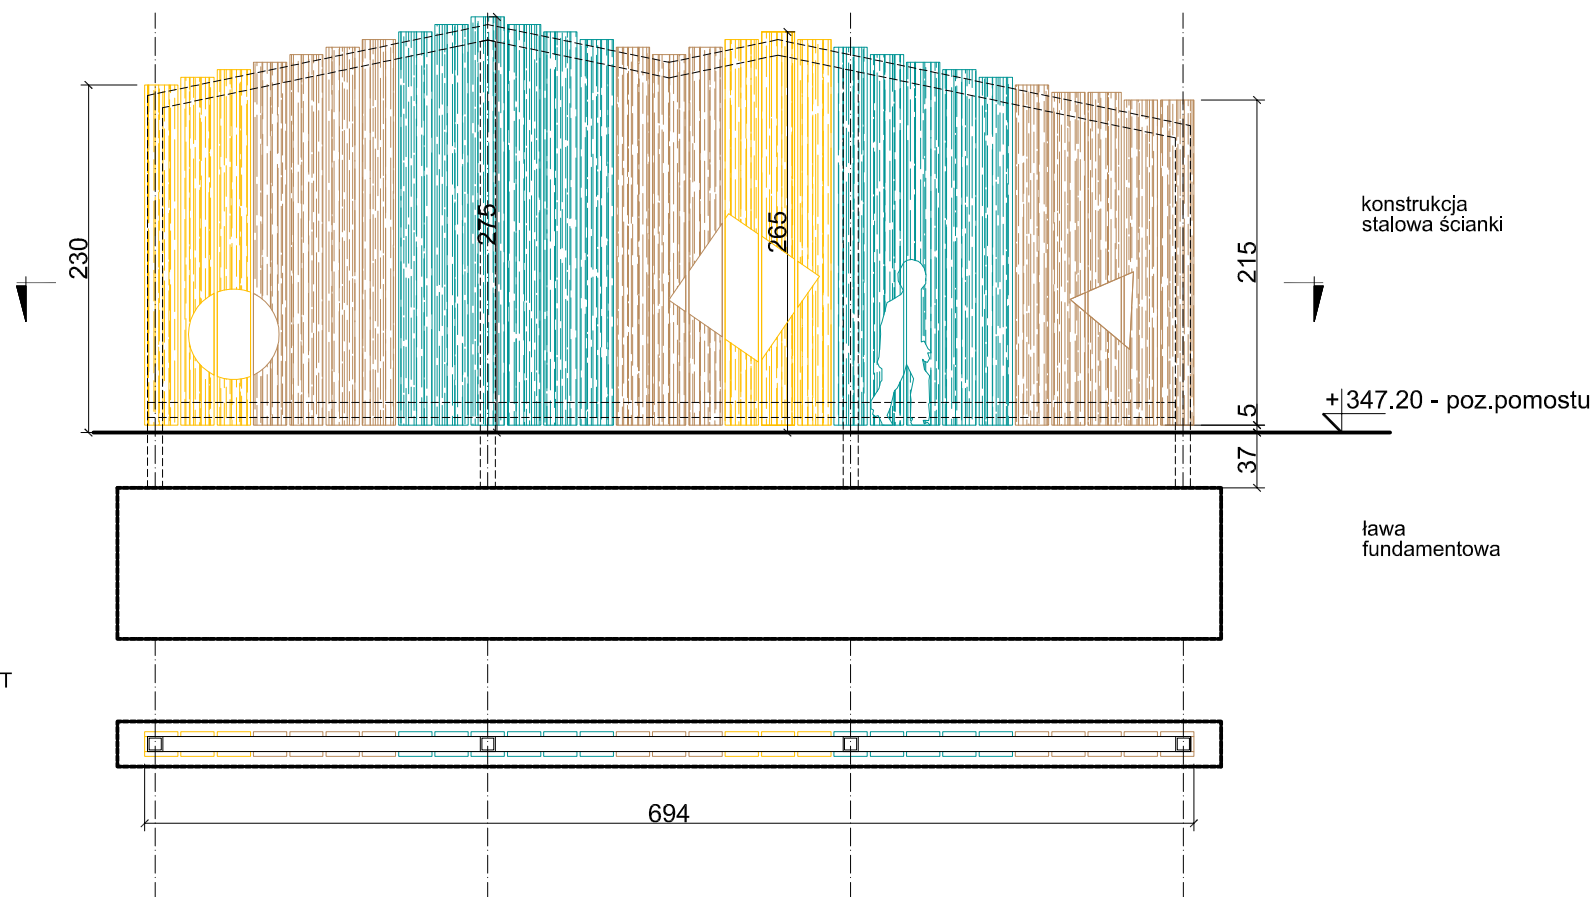 275
265
230
konstrukcja
stalowa ścianki
215
5
+347.20 - poz.pomostu
37
ława
fundamentowa
T
694